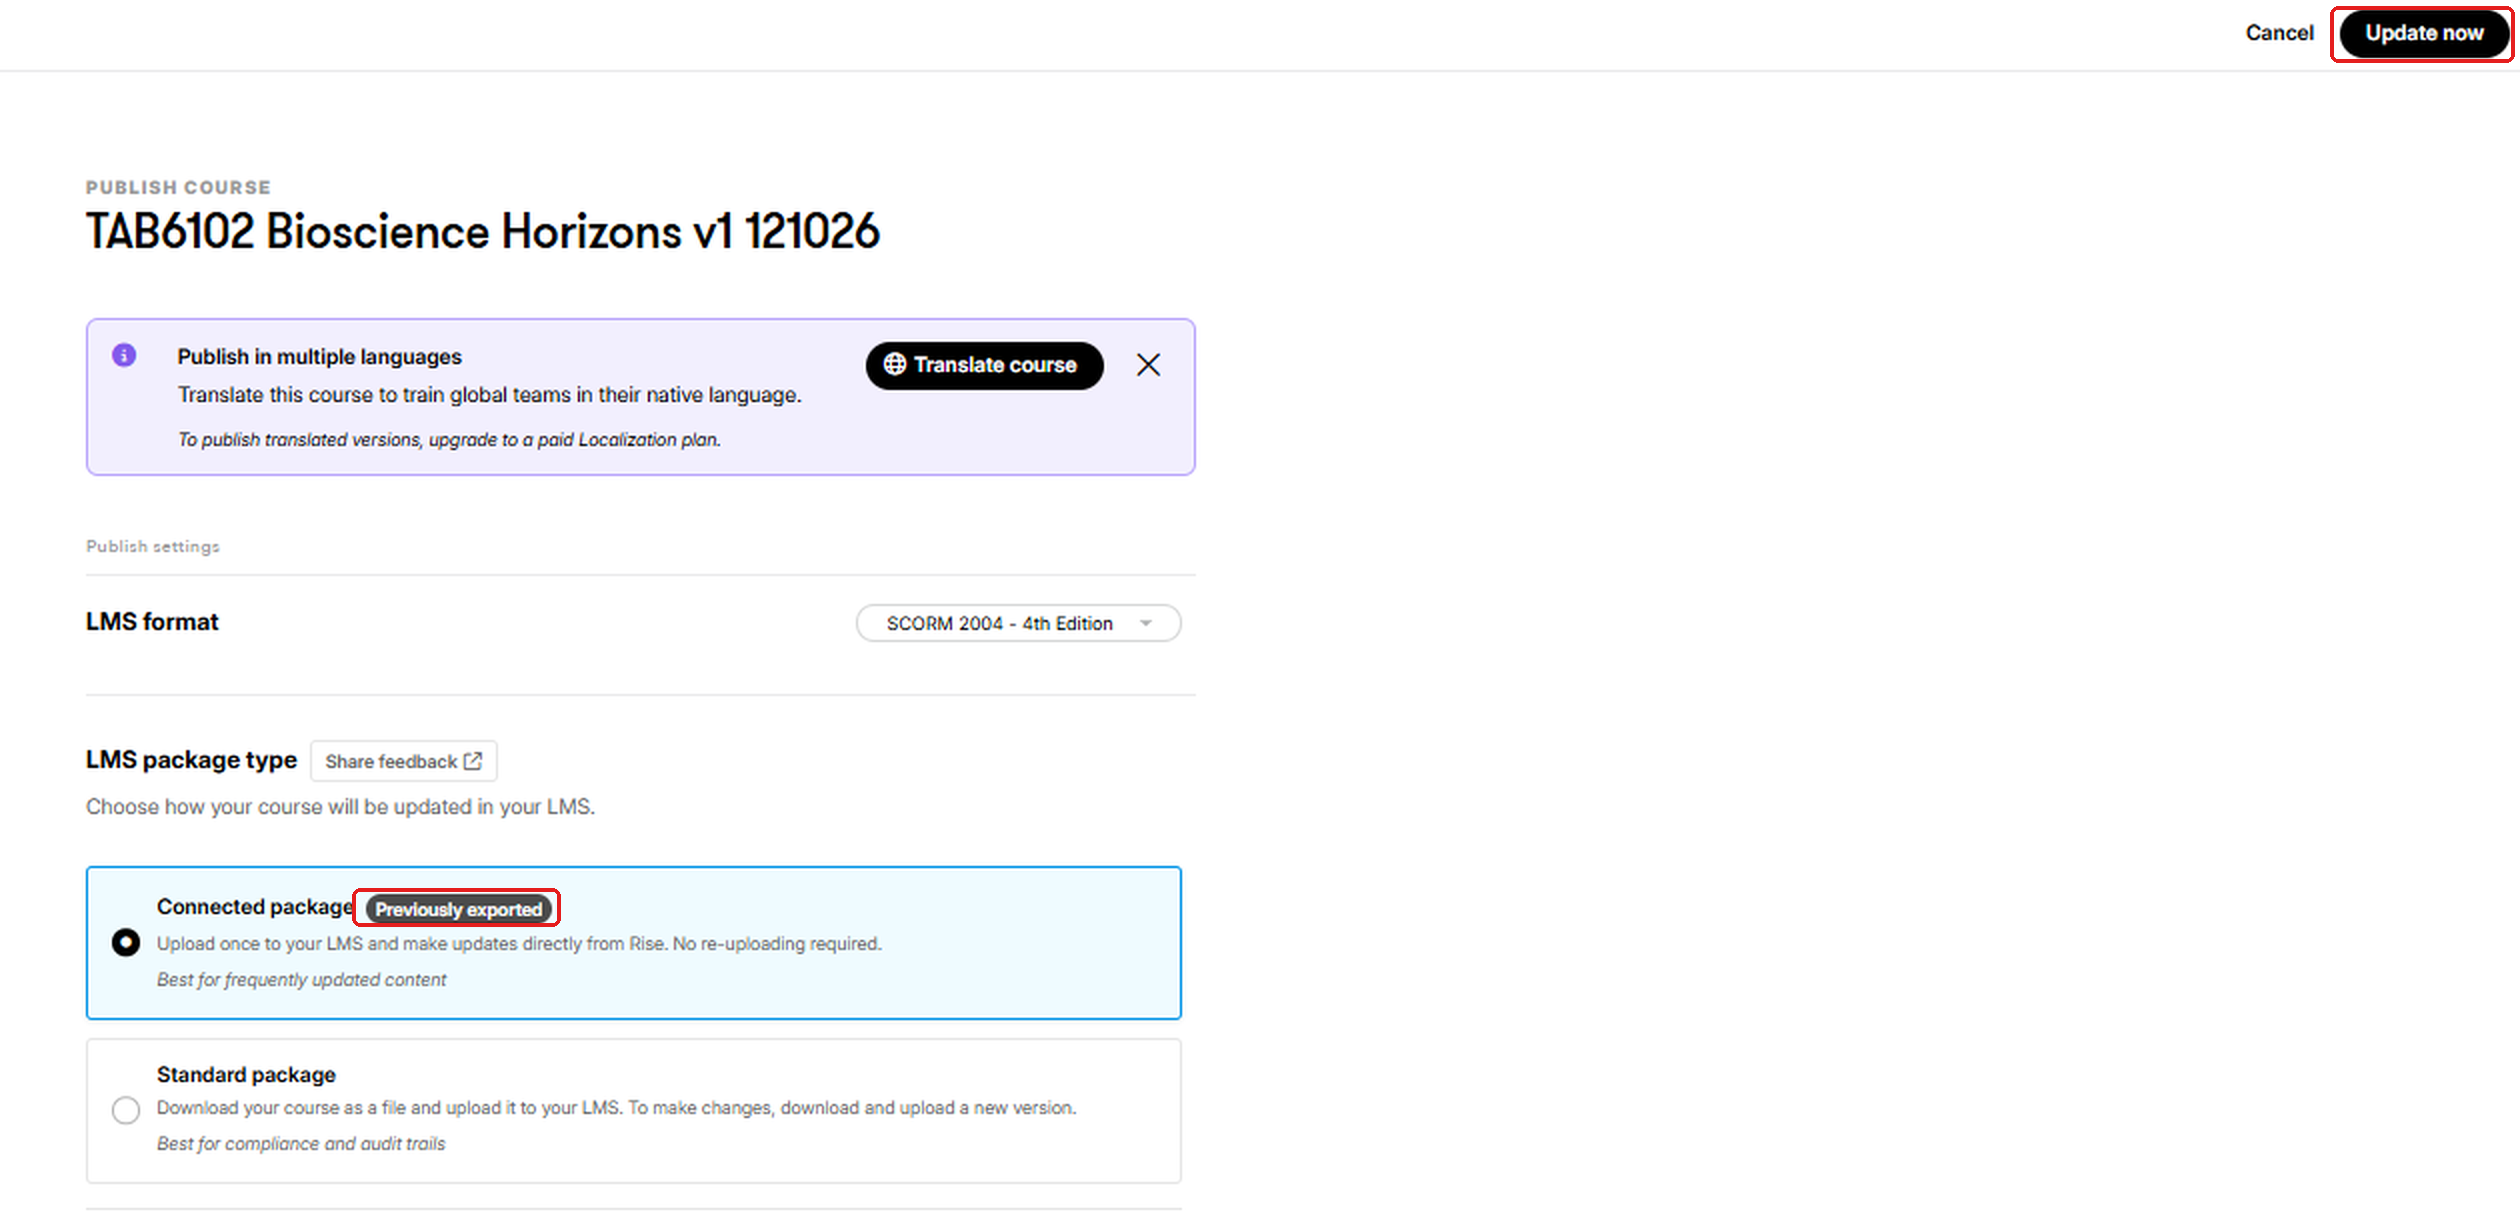 Cancel
Update now
PUBLISH COURSE
TAB6102 Bioscience Horizons v1 121026
Publish in multiple languages
Translate course
Translate this course to train global teams in their native language.
To publish translated versions, upgrade to a paid Localization plan.
Publish settings
LMS format
SCORM 2004 - 4th Edition
LMS package type
Share feedback
Choose how your course will be updated in your LMS.
Connected package
Previously exported
Upload once to your LMS and make updates directly from Rise. No re-uploading required.
Best for frequently updated content
Standard package
Download your course as a file and upload it to your LMS. To make changes, download and upload a new version.
Best for compliance and audit trails